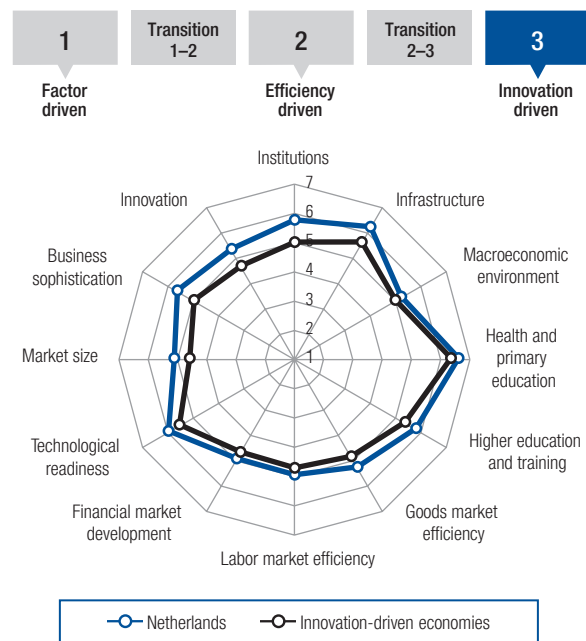 1
Transition
1–2
2
Transition
2–3
3
Factor
driven
Efficiency
driven
Innovation
driven
Institutions
Innovation
Infrastructure
Business
sophistication
Macroeconomic
environment
Market size
Health and
primary
education
Technological
readiness
Higher education
and training
Financial market
development
Goods market
efficiency
Labor market efficiency
7
6
5
4
3
2
1
Netherlands
Innovation-driven economies